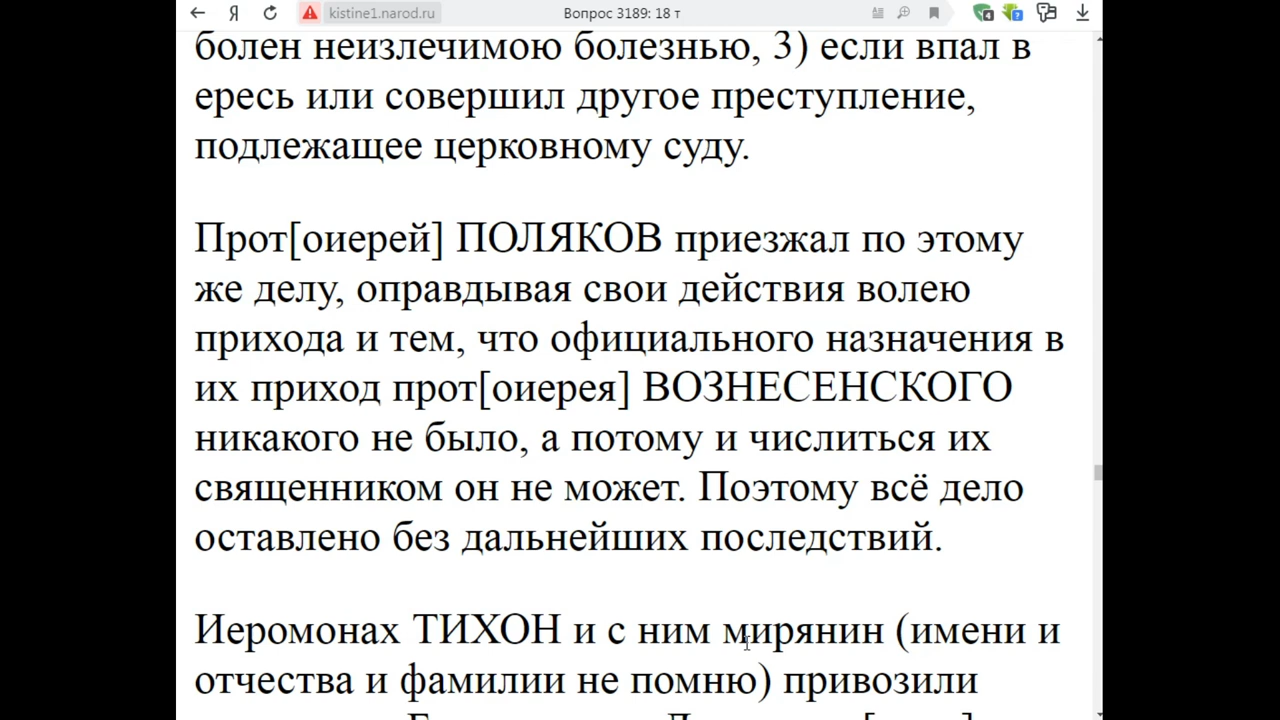 kistine1.narod.ru
Вопрос 3189: 18 т
болен неизлечимою болезнью, 3) если впал в
ересь или совершил другое преступление,
подлежащее церковному суду.
Прот[оиерей] ПОЛЯКОВ приезжал по этому
же делу, оправдывая свои действия волею
прихода и тем, что официального назначения в
их приход прот[оиерея] ВОЗНЕСЕНСКОГО
никакого не было, а потому и числиться их
священником он не может. Поэтому всё дело
оставлено без дальнейших последствий.
Иеромонах ТИХОН и с ним мирянин (имени и
отчества и фамилии не помню) привозили